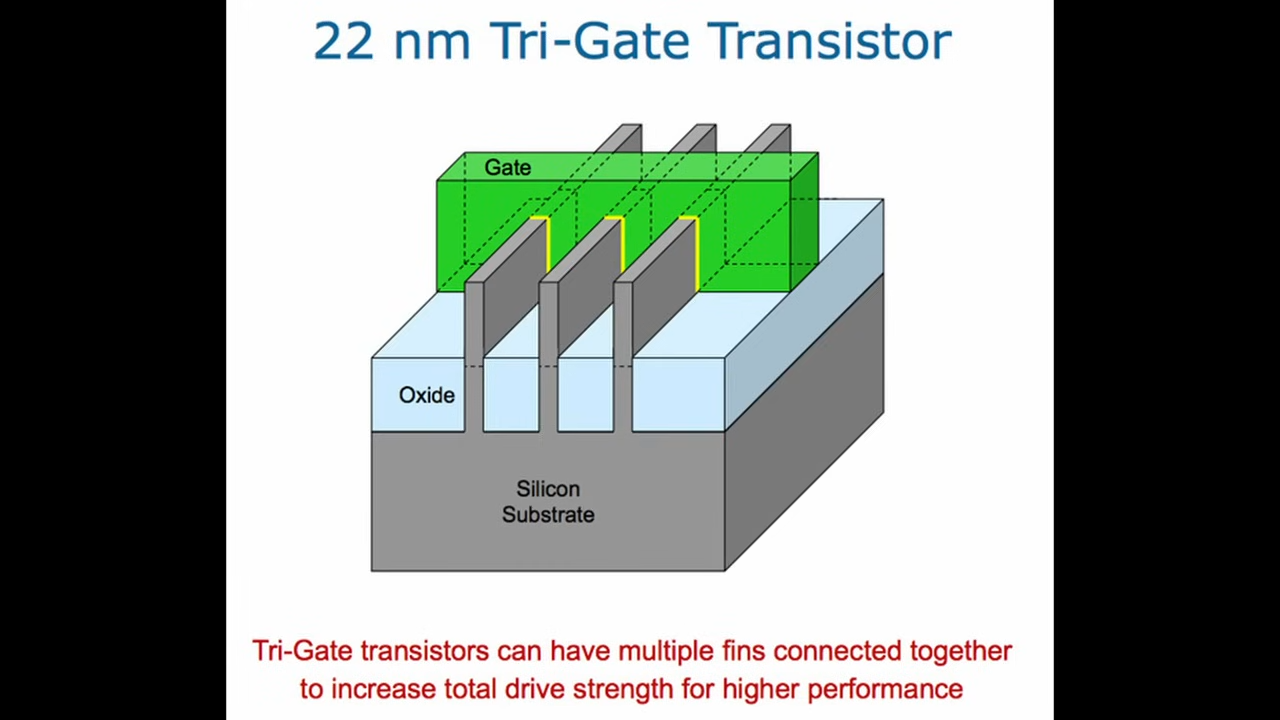 22 nm Tri-Gate Transistor
Gate
Oxide
Silicon
Substrate
Tri-Gate transistors can have multiple fins connected together
to increase total drive strength for higher performance